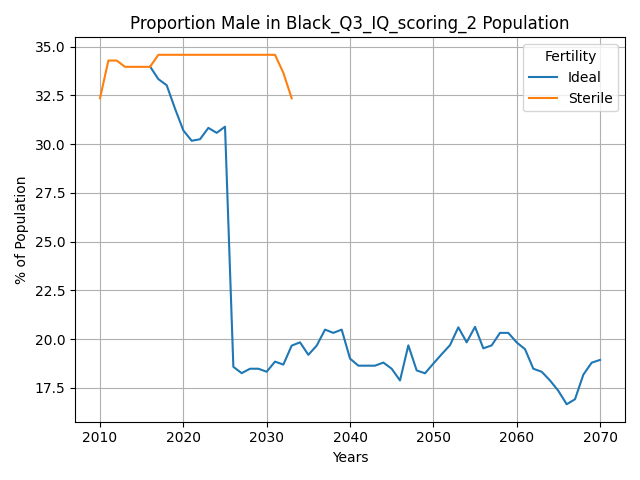 Proportion Male in Black_Q3_IQ_scoring_2 Population
35.0
32.5
30.0
27.5
25.0
22.5
20.0
17.5
% of Population
Fertility
Ideal
Sterile
2010 2020 2030 2040 2050 2060 2070
Years